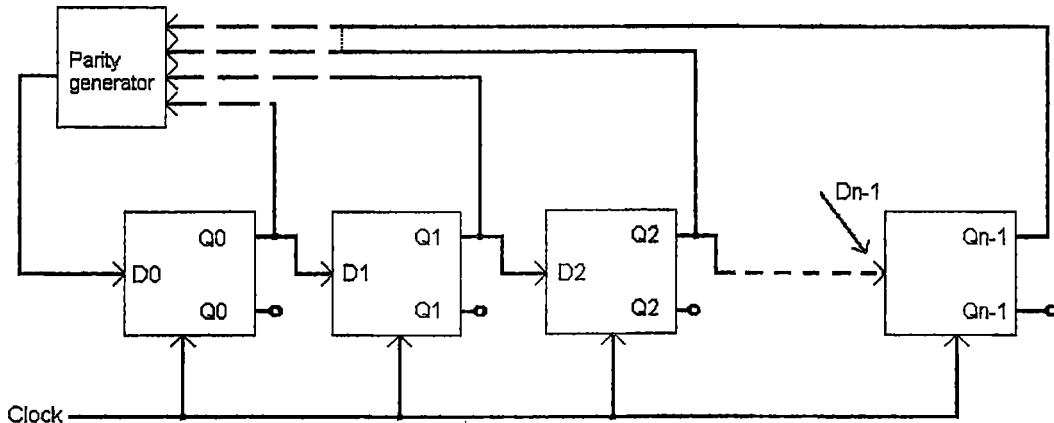 Parity
generator
Dn-1
Q0
Q1
Q2
Qn-1
D0
D1
D2
Q0
Q1
Q2
Qn-1
Clock